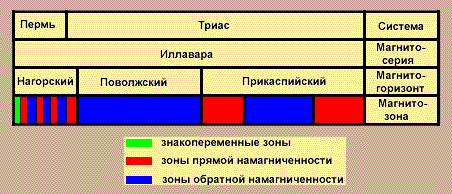 Пермь Триас Система
Иллавара Магнито-
серия
Нагорский Поволжский Прикаспийский Магнито-
горизонт
Магнито-
зона
знакопеременные зоны
зоны прямой намагниченности
зоны обратной намагниченности